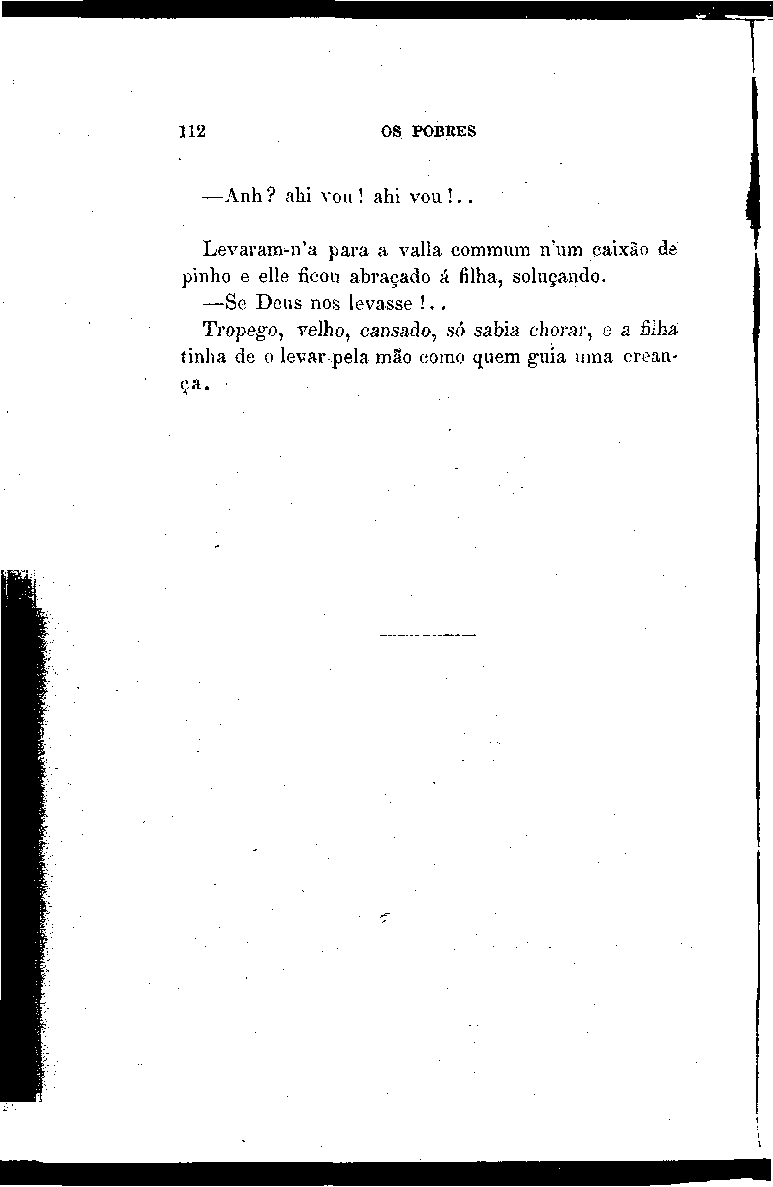 112 OS POBRES
—Anh? ahi vou! ahi vou!..
Levaram-n'a para a valla commum n'um caixão de
pinho e elle ficou abraçado á filha, soluçando.
—Se Deus nos levasse!..
Tropego, velho, cansado, só sabia chorar, e a filha
tinha de o levar pela mão como quem guia uma crean-
ça.